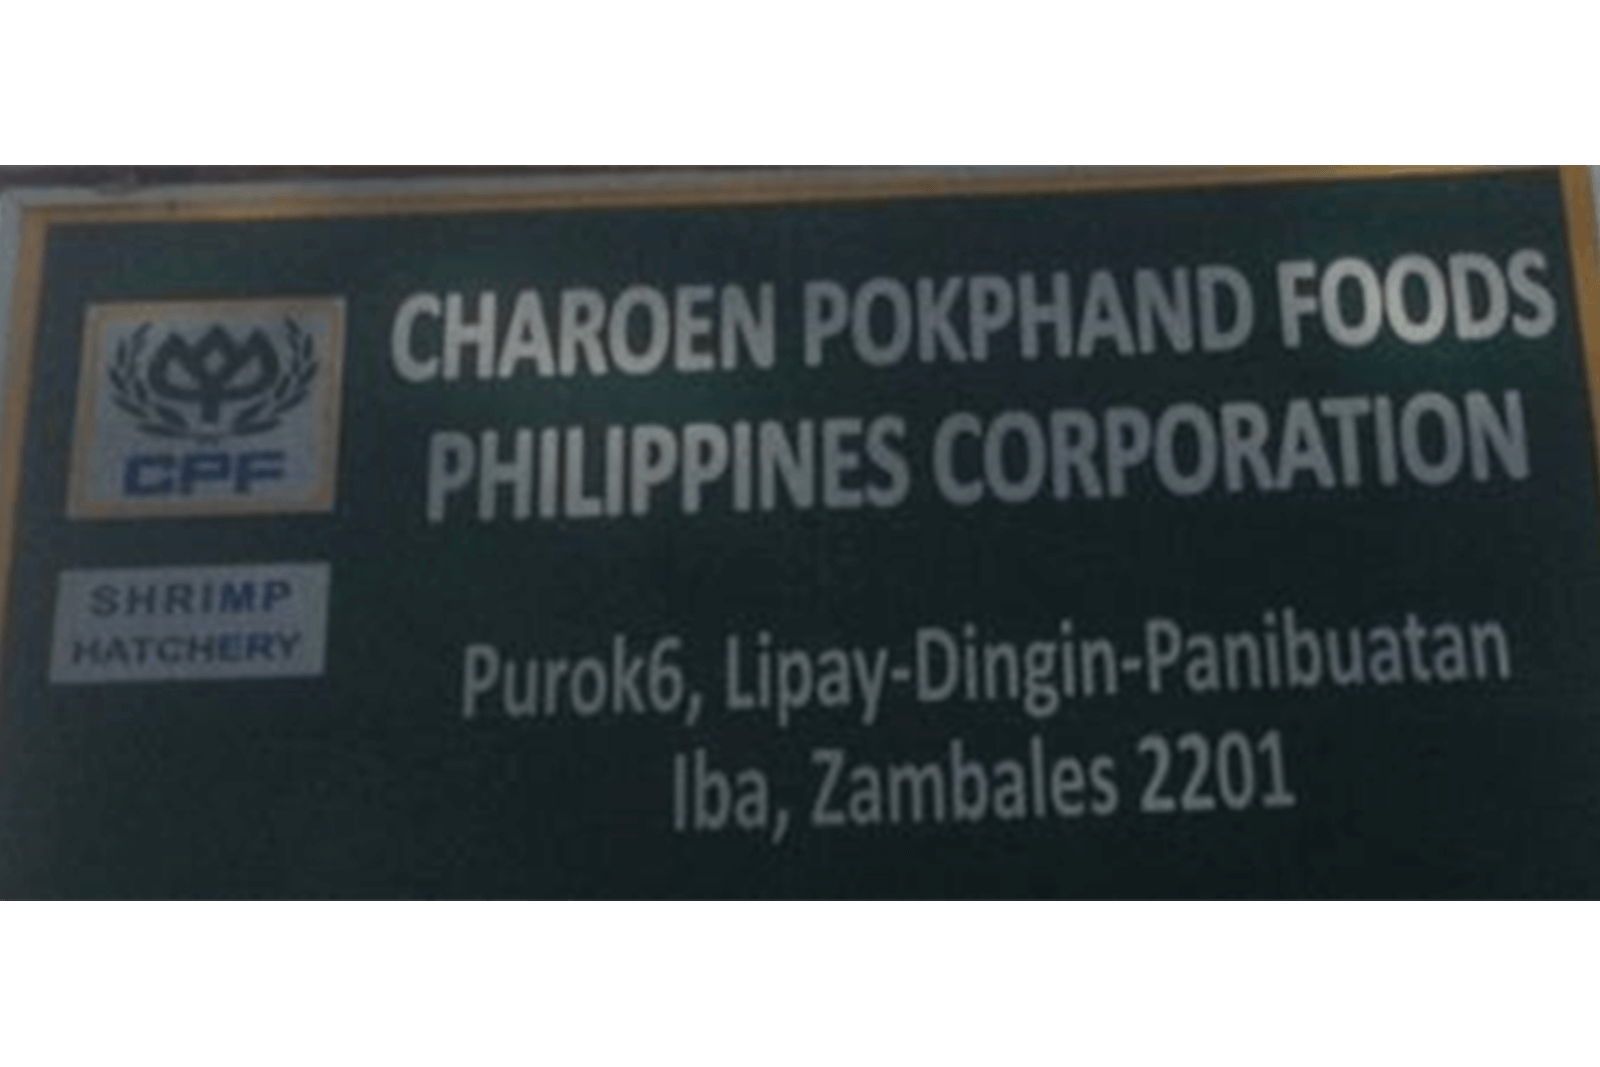 CHAROEN POKPHAND FOODS
PHILIPPINES CORPORATION
CPF
SHRIMP
HATCHERY
Purok6, Lipay-Dingin-Panibuatan
Iba, Zambales 2201